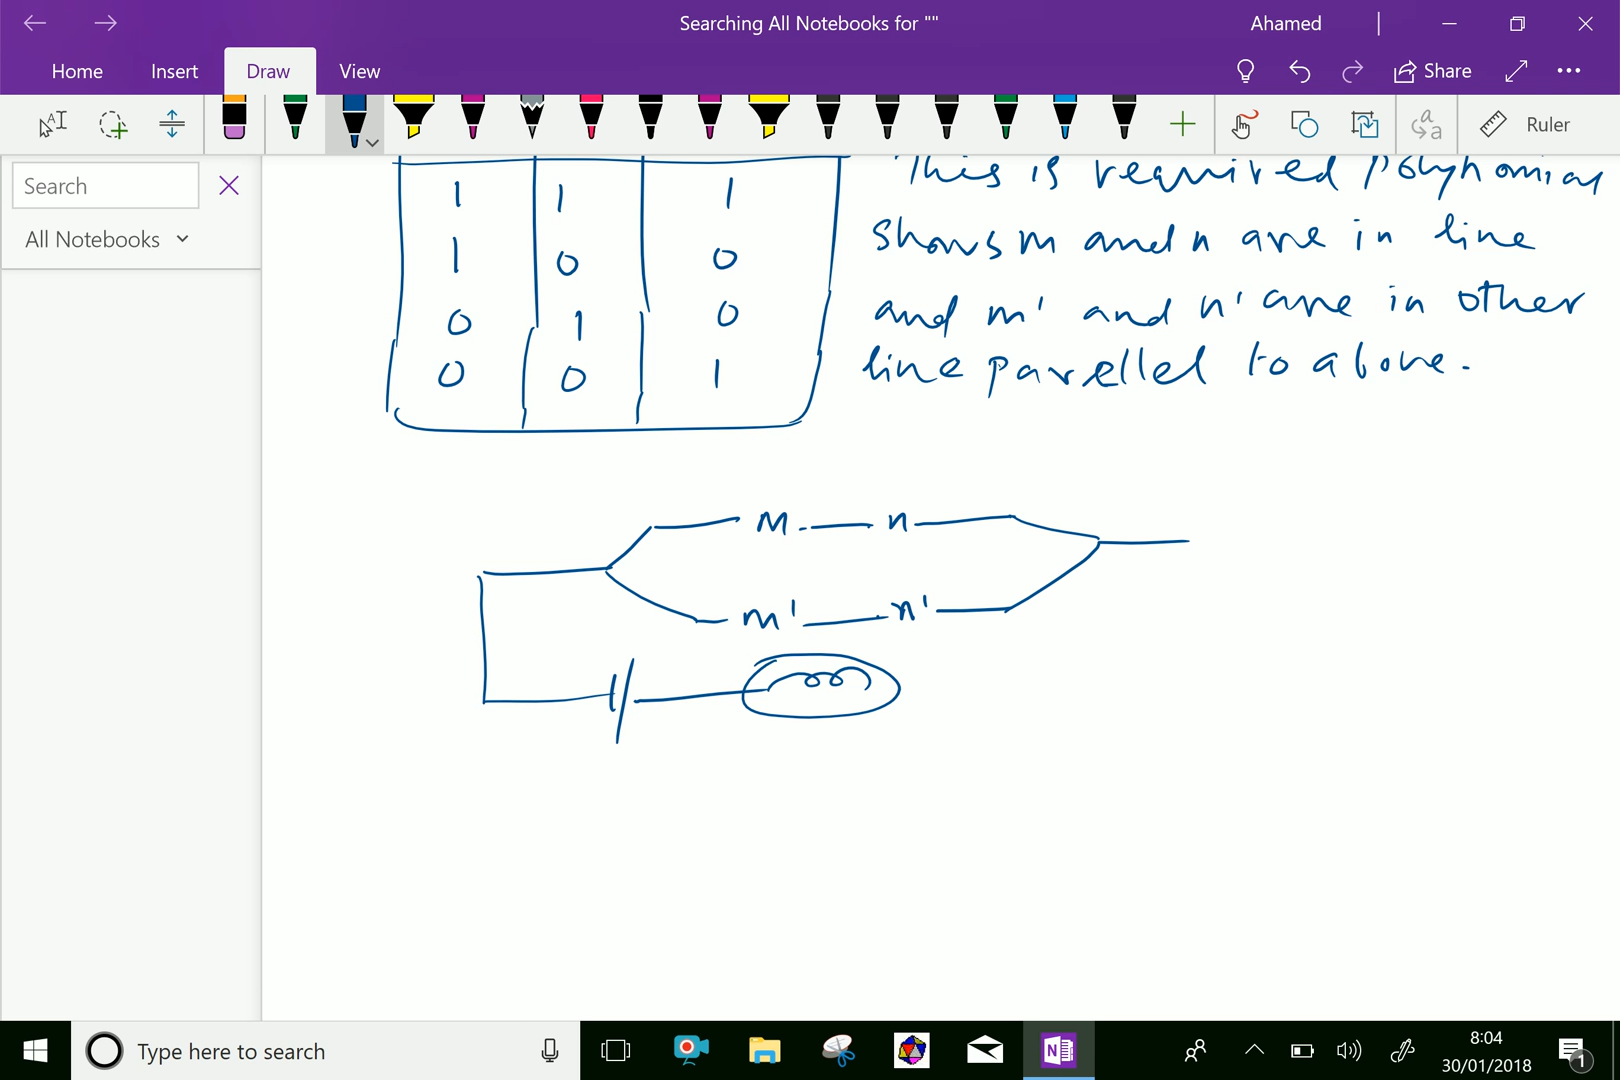 Searching All Notebooks for ""
Ahamed
Home Insert Draw View
Share
Ruler
Search
All Notebooks
1 1 1
1 0 0
0 1 0
0 0 1
This is required polynomial
shows m and n are in line
and m' and n' are in other
line parellel to above.
M n
m' n'
Type here to search
8:04
30/01/2018
1